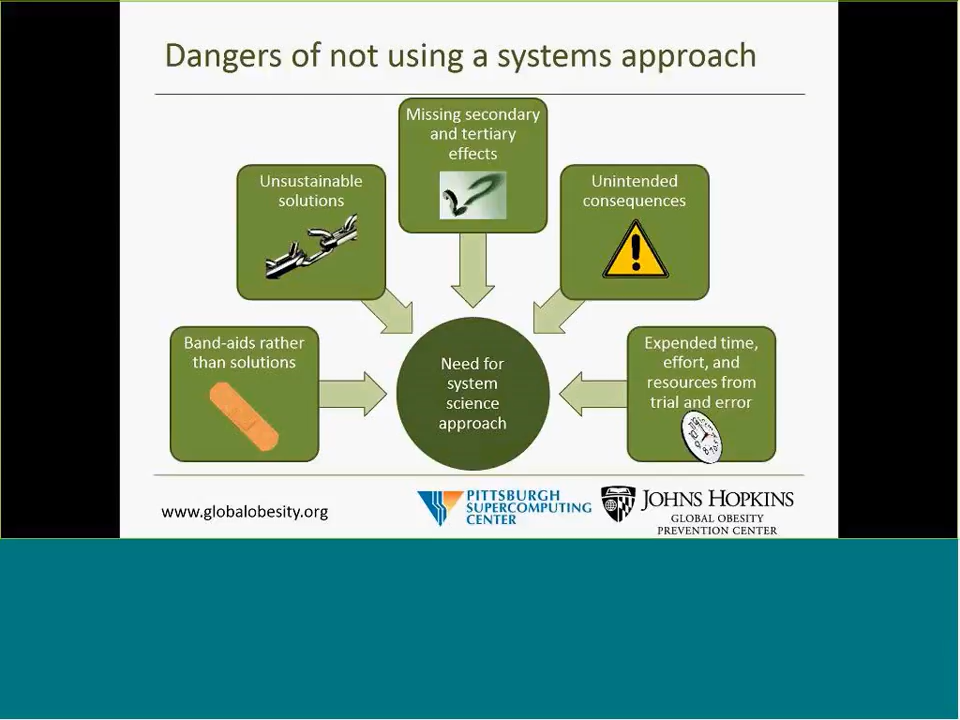 Dangers of not using a systems approach
Missing secondary
and tertiary
effects
Unsustainable
solutions
Unintended
consequences
Band-aids rather
than solutions
Need for
system
science
approach
Expended time,
effort, and
resources from
trial and error
www.globalobesity.org
PITTSBURGH
SUPERCOMPUTING
CENTER
JOHNS HOPKINS
GLOBAL OBESITY
PREVENTION CENTER